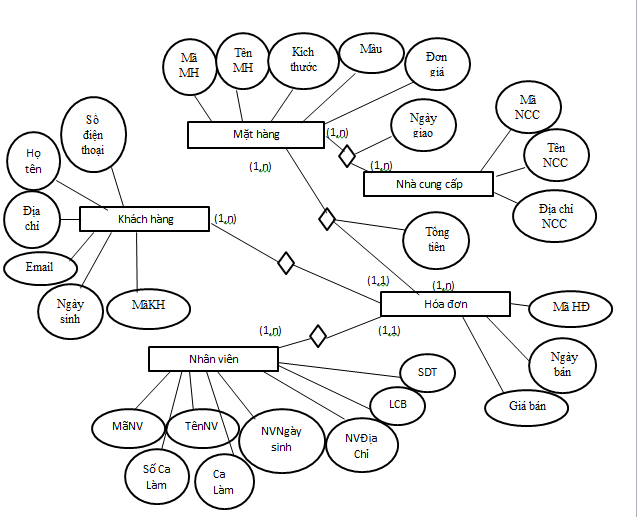 Mã
MH
Tên
MH
Kích
thước
Màu
Đơn
giá
Mặt hàng
(1,n)
(1,n)
Ngày
giao
(1,n)
Nhà cung cấp
Mã
NCC
Tên
NCC
Địa chỉ
NCC
Số
điện
thoại
Họ
tên
Địa
chỉ
Email
Ngày
sinh
MãKH
Khách hàng
(1,n)
Tổng
tiền
(1,1)
(1,n)
Hóa đơn
(1,1)
Mã HĐ
Ngày
bán
Giá bán
(1,n)
Nhân viên
SDT
LCB
MãNV
TênNV
NVNgày
sinh
NVĐịa
Chỉ
Số Ca
Làm
Ca
Làm